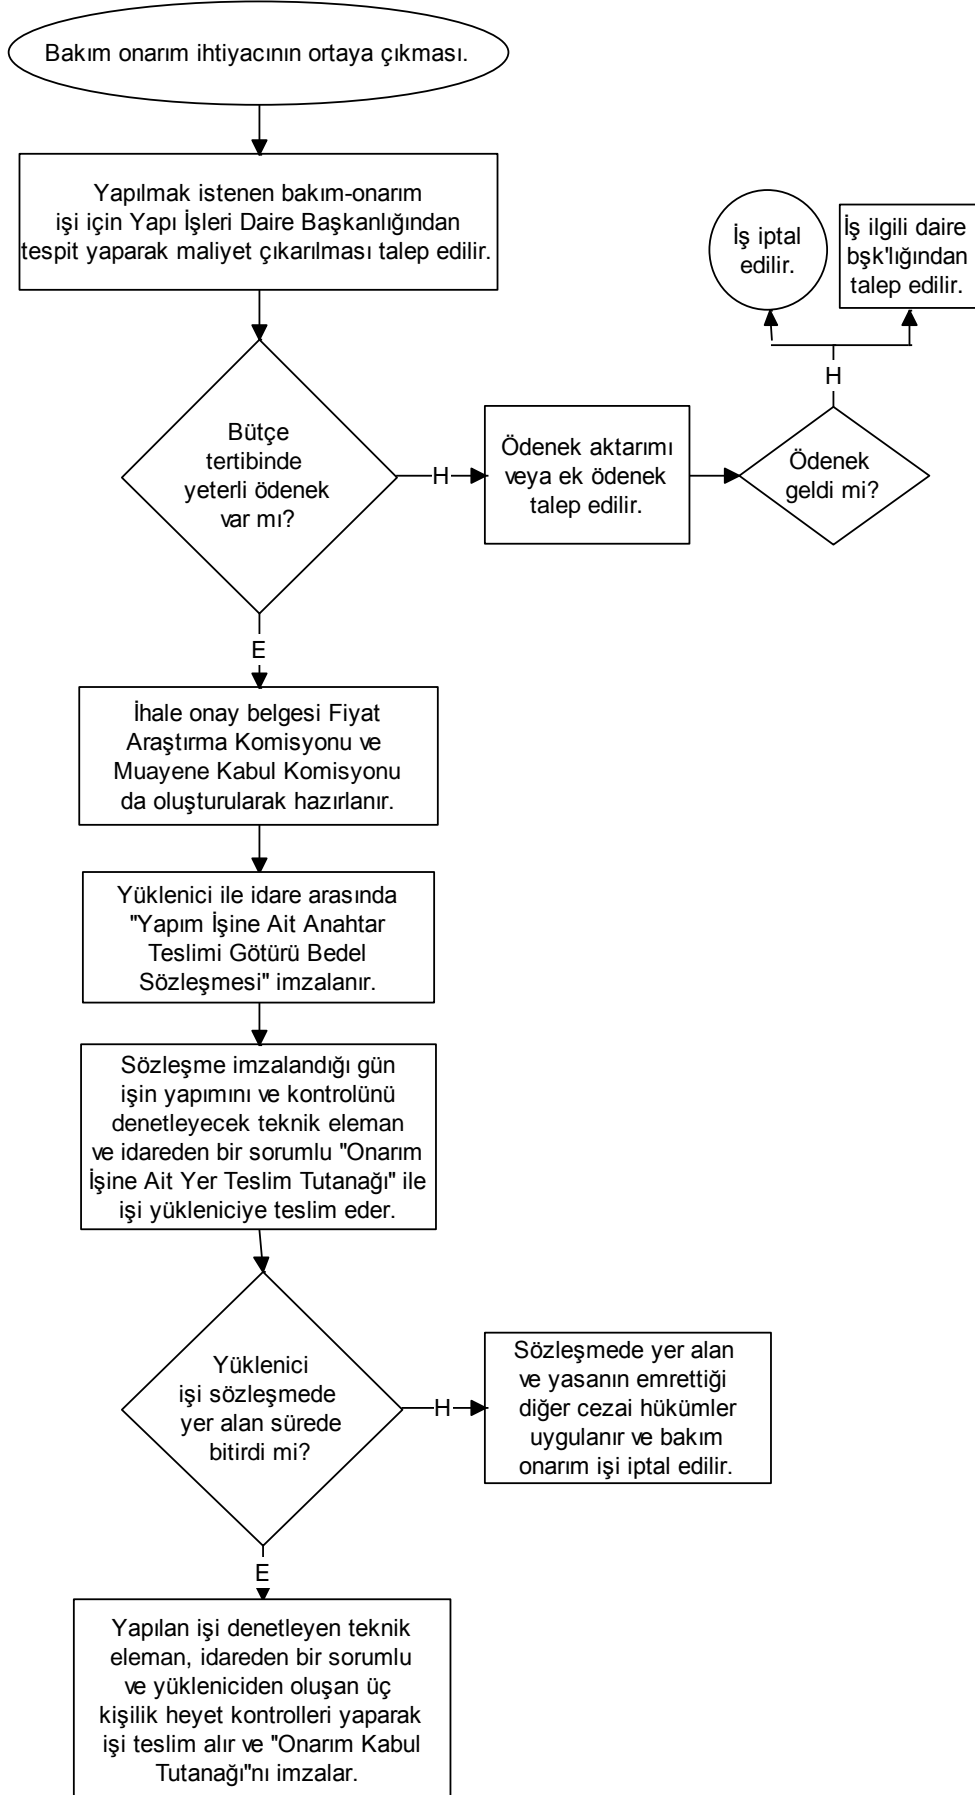 Bakım onarım ihtiyacının ortaya çıkması.
Yapılmak istenen bakım-onarım
işi için Yapı İşleri Daire Başkanlığından
tespit yaparak maliyet çıkarılması talep edilir.
İş iptal
edilir.
İş ilgili daire
bşk'lığından
talep edilir.
H
Bütçe
tertibinde
yeterli ödenek
var mı?
H
Ödenek aktarımı
veya ek ödenek
talep edilir.
Ödenek
geldi mi?
E
İhale onay belgesi Fiyat
Araştırma Komisyonu ve
Muayene Kabul Komisyonu
da oluşturularak hazırlanır.
Yüklenici ile idare arasında
"Yapım İşine Ait Anahtar
Teslimi Götürü Bedel
Sözleşmesi" imzalanır.
Sözleşme imzalandığı gün
işin yapımını ve kontrolünü
denetleyecek teknik eleman
ve idareden bir sorumlu "Onarım
İşine Ait Yer Teslim Tutanağı" ile
işi yükleniciye teslim eder.
Yüklenici
işi sözleşmede
yer alan sürede
bitirdi mi?
H
Sözleşmede yer alan
ve yasanın emrettiği
diğer cezai hükümler
uygulanır ve bakım
onarım işi iptal edilir.
E
Yapılan işi denetleyen teknik
eleman, idareden bir sorumlu
ve yükleniciden oluşan üç
kişilik heyet kontrolleri yaparak
işi teslim alır ve "Onarım Kabul
Tutanağı"nı imzalar.